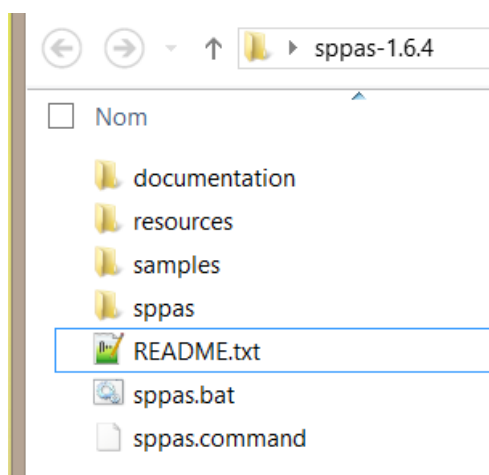 sppas-1.6.4
Nom
documentation
resources
samples
sppas
README.txt
sppas.bat
sppas.command